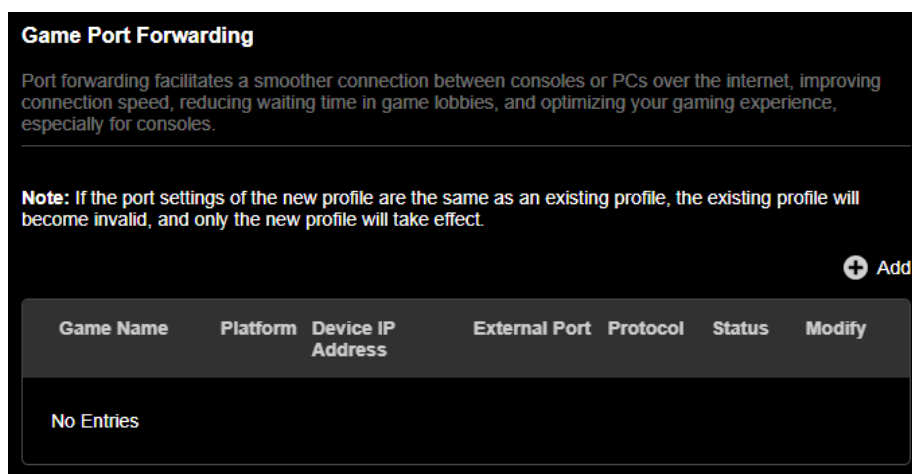 Game Port Forwarding
Port forwarding facilitates a smoother connection between consoles or PCs over the internet, improving
connection speed, reducing waiting time in game lobbies, and optimizing your gaming experience,
especially for consoles.
Note: If the port settings of the new profile are the same as an existing profile, the existing profile will
become invalid, and only the new profile will take effect.
Add
Game Name Platform Device IP External Port Protocol Status Modify
Address
No Entries